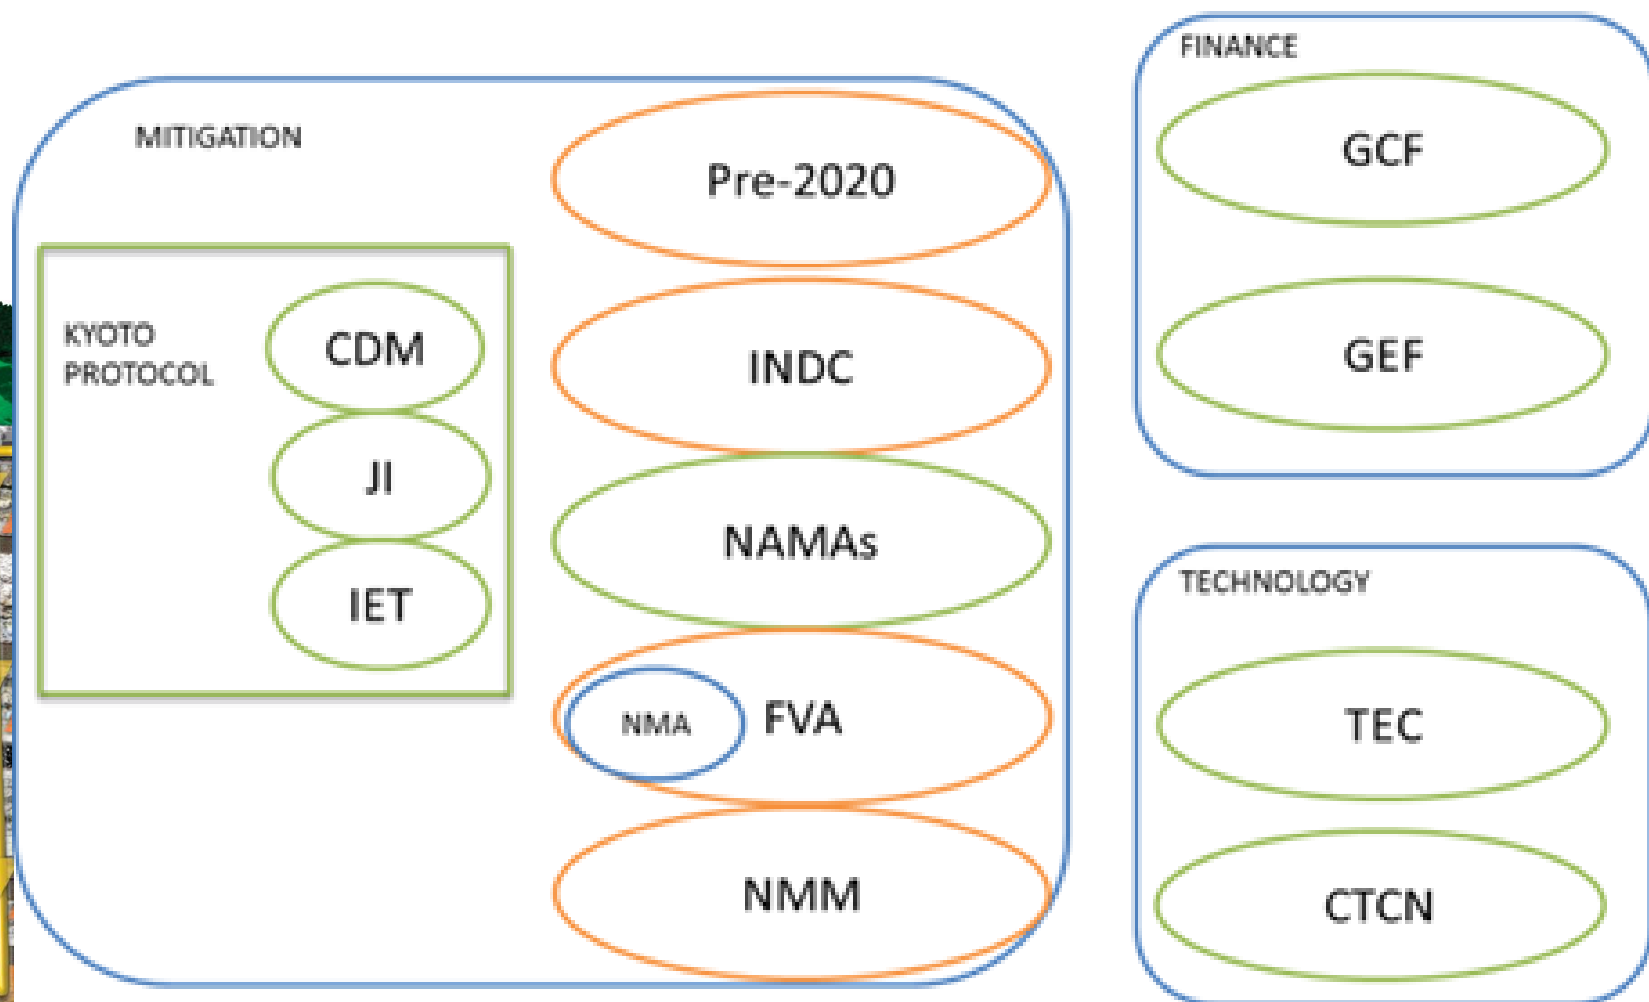 MITIGATION
Pre-2020
KYOTO
PROTOCOL
CDM
JI
IET
INDC
NAMAs
NMA
FVA
NMM
FINANCE
GCF
GEF
TECHNOLOGY
TEC
CTCN